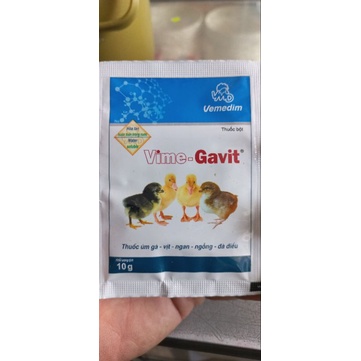 Vemedim
Thuốc bột
Vime-Gavit®
Thuốc úm gà - vịt - ngan - ngỗng - đà điểu
10g